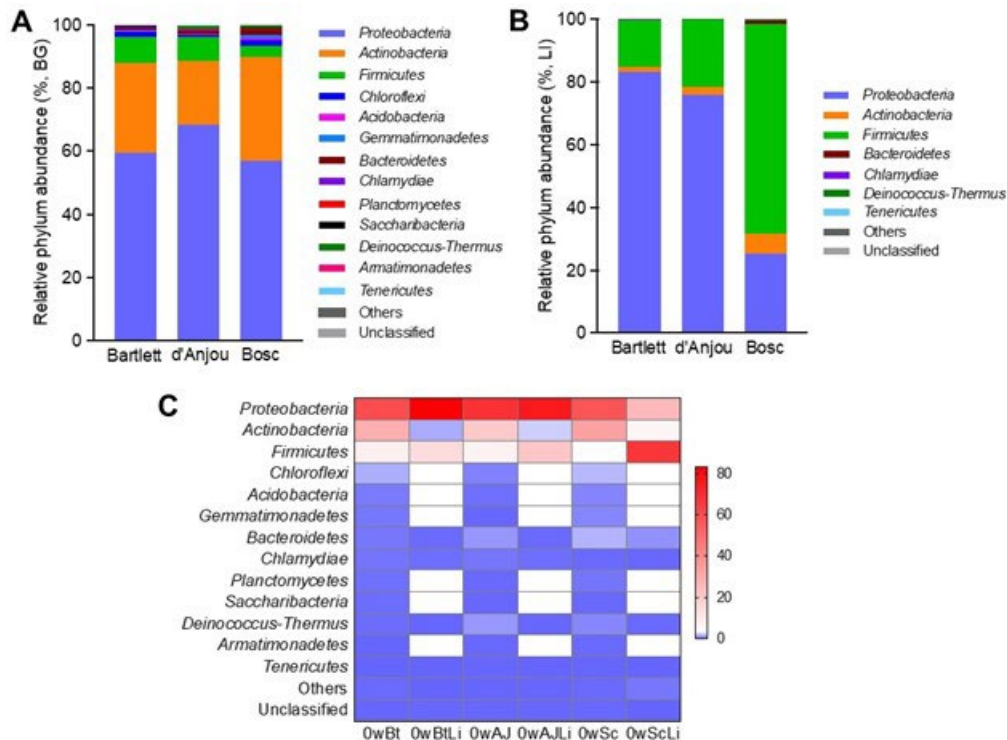 A
Relative phylum abundance (%, BG)
100
80
60
40
20
0
Bartlett d'Anjou Bosc
Proteobacteria
Actinobacteria
Firmicutes
Chloroflexi
Acidobacteria
Gemmatimonadetes
Bacteroidetes
Chlamydiae
Planctomycetes
Saccharibacteria
Deinococcus-Thermus
Armatimonadetes
Tenericutes
Others
Unclassified
B
Relative phylum abundance (%, LI)
100
80
60
40
20
0
Bartlett d'Anjou Bosc
Proteobacteria
Actinobacteria
Firmicutes
Bacteroidetes
Chlamydiae
Deinococcus-Thermus
Tenericutes
Others
Unclassified
C
Proteobacteria
Actinobacteria
Firmicutes
Chloroflexi
Acidobacteria
Gemmatimonadetes
Bacteroidetes
Chlamydiae
Planctomycetes
Saccharibacteria
Deinococcus-Thermus
Armatimonadetes
Tenericutes
Others
Unclassified
0wBt 0wBtLi 0wAJ 0wAJLi 0wSc 0wScLi
80
60
40
20
0